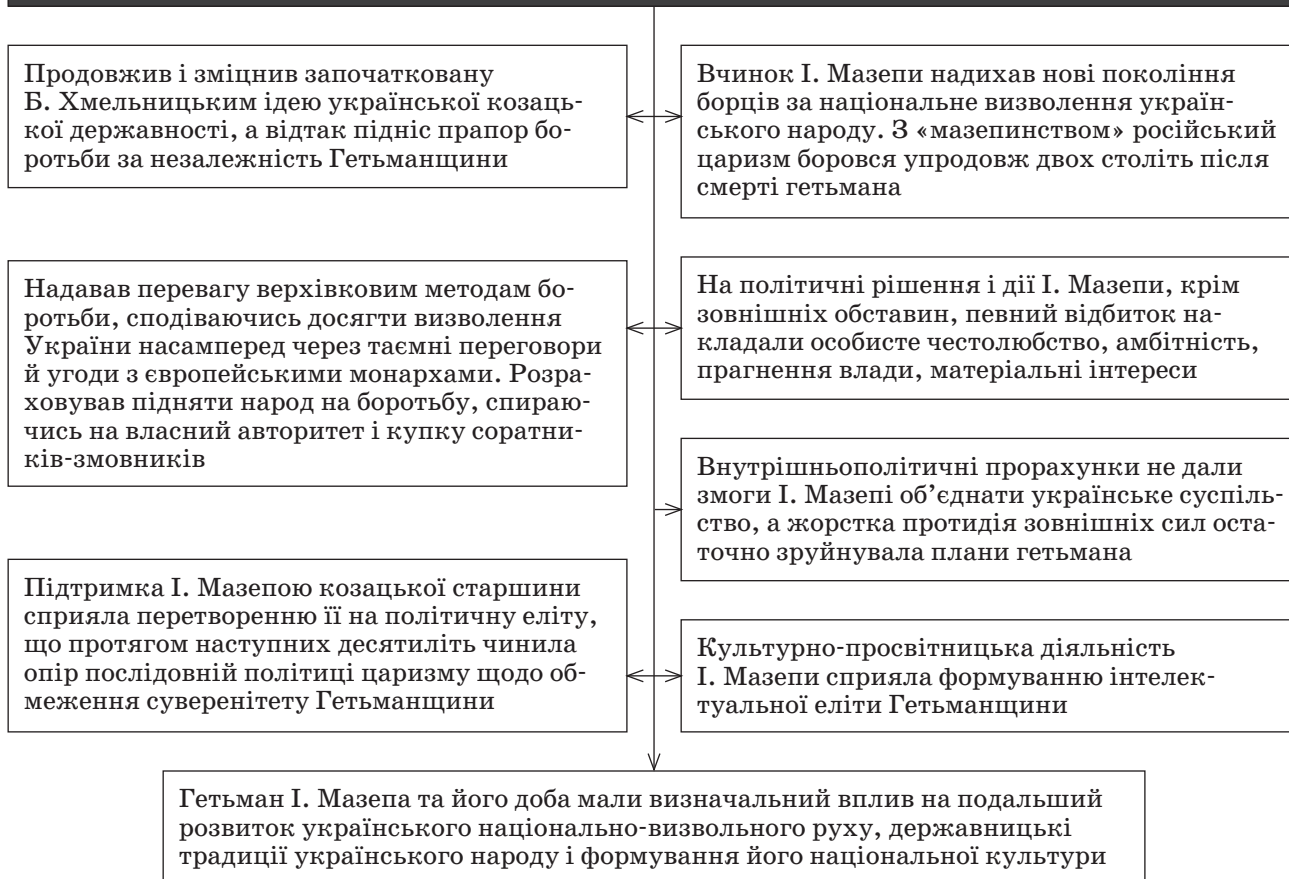 Продовжив і зміцнив започатковану
Б. Хмельницьким ідею української козаць-
кої державності, а відтак підніс прапор бо-
ротьби за незалежність Гетьманщини
Вчинок І. Мазепи надихав нові покоління
борців за національне визволення україн-
ського народу. З «мазепинством» російський
царизм боровся упродовж двох століть після
смерті гетьмана
Надавав перевагу верхівковим методам бо-
ротьби, сподіваючись досягти визволення
України насамперед через таємні переговори
й угоди з європейськими монархами. Розра-
ховував підняти народ на боротьбу, спираю-
чись на власний авторитет і купку соратни-
ків-змовників
На політичні рішення і дії І. Мазепи, крім
зовнішніх обставин, певний відбиток на-
кладали особисте честолюбство, амбітність,
прагнення влади, матеріальні інтереси
Внутрішньополітичні прорахунки не дали
змоги І. Мазепі об’єднати українське суспіль-
ство, а жорстка протидія зовнішніх сил оста-
точно зруйнувала плани гетьмана
Підтримка І. Мазепою козацької старшини
сприяла перетворенню її на політичну еліту,
що протягом наступних десятиліть чинила
опір послідовній політиці царизму щодо об-
меження суверенітету Гетьманщини
Культурно-просвітницька діяльність
І. Мазепи сприяла формуванню інтелек-
туальної еліти Гетьманщини
Гетьман І. Мазепа та його доба мали визначальний вплив на подальший
розвиток українського національно-визвольного руху, державницькі
традиції українського народу і формування його національної культури